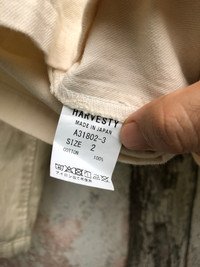 HARVESTY
MADE IN JAPAN
A31802-3
SIZE 2
COTTON 100%